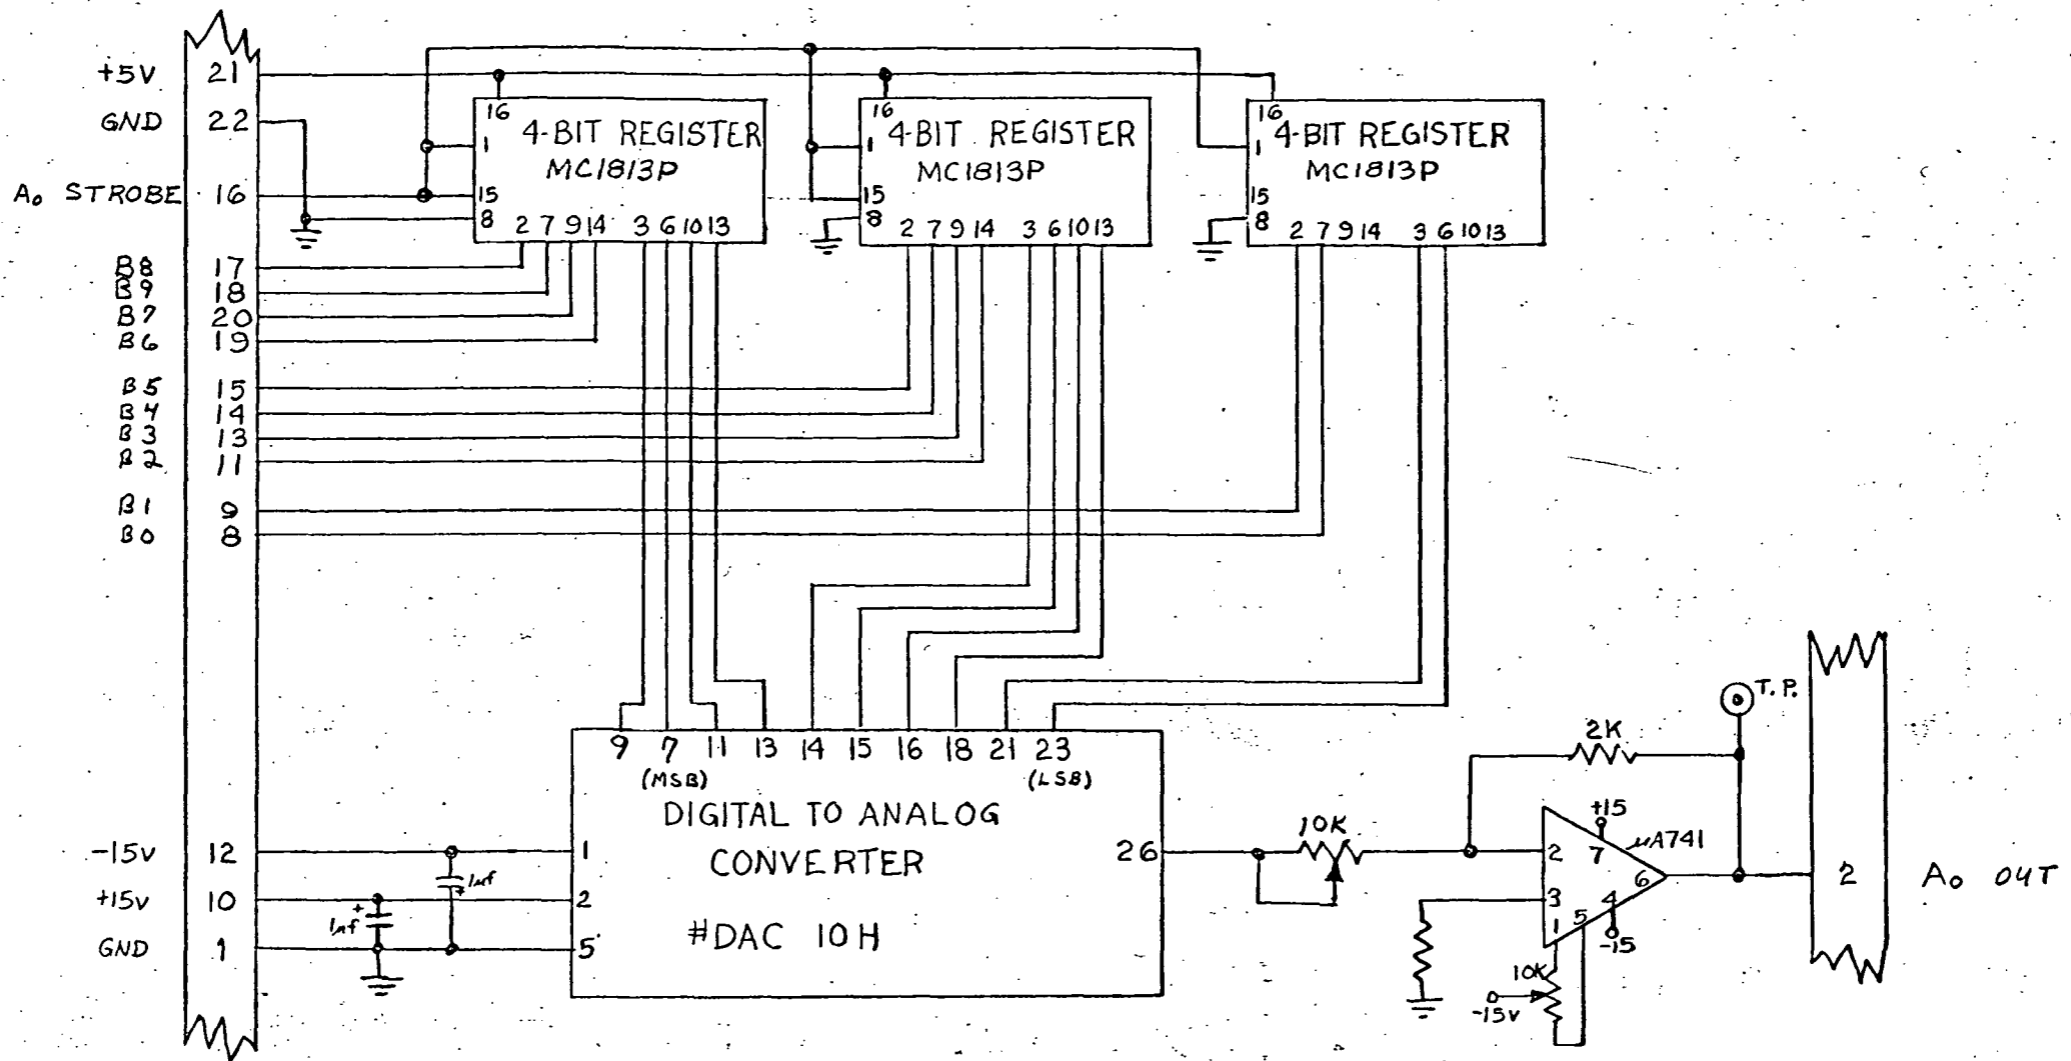 +5V 21
GND 22
A₀ STROBE 16
B8 17
B9 18
B7 20
B6 19
B5 15
B4 14
B3 13
B2 11
B1 9
B0 8
-15V 12
+15V 10
GND 1
16
1 4-BIT REGISTER
MC1813P
15
8
2 7 9 14 3 6 10 13
16
1 4-BIT REGISTER
MC1813P
15
8
2 7 9 14 3 6 10 13
16
1 4-BIT REGISTER
MC1813P
15
8
2 7 9 14 3 6 10 13
9 7 11 13 14 15 16 18 21 23
(MSB) (LSB)
DIGITAL TO ANALOG
CONVERTER
#DAC 10H
1
2
5
26
1µf
+
1µf
+
10K
2K
T.P.
+15
µA741
2 7
6
3 4
1 5
-15
10K
-15V
2 A₀ OUT